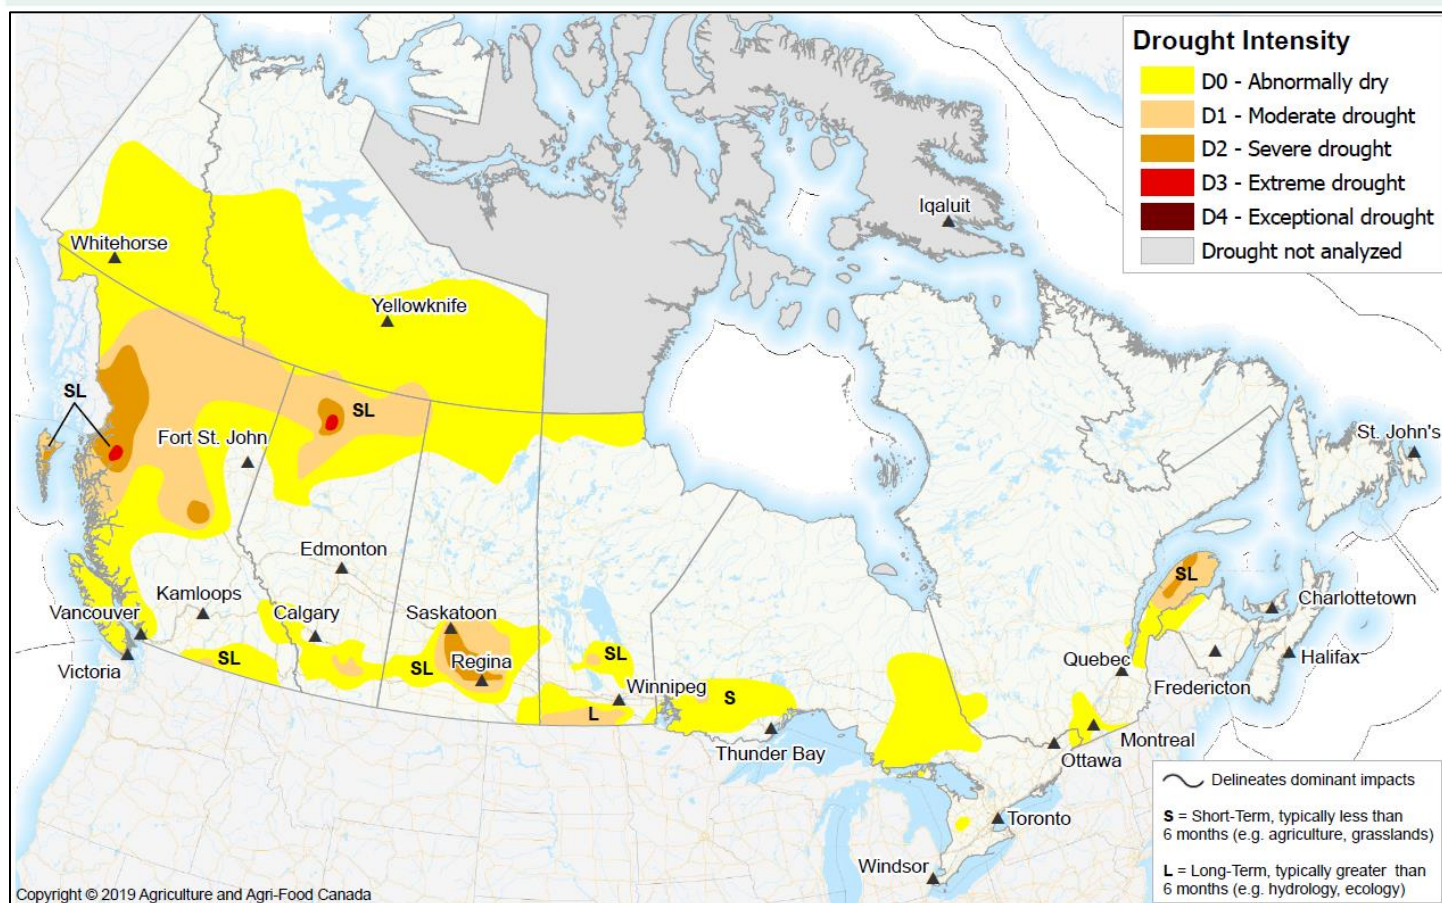 Drought Intensity
D0 - Abnormally dry
D1 - Moderate drought
D2 - Severe drought
D3 - Extreme drought
D4 - Exceptional drought
Drought not analyzed
Iqaluit
Whitehorse
Yellowknife
SL
SL
Fort St. John
St. John's
Edmonton
SL
Kamloops
Calgary
Saskatoon
Charlottetown
Vancouver
Victoria
SL
SL
Regina
SL
Winnipeg
Quebec
Halifax
Fredericton
L
S
Thunder Bay
Montreal
Ottawa
Toronto
Windsor
Delineates dominant impacts
S = Short-Term, typically less than
6 months (e.g. agriculture, grasslands)
L = Long-Term, typically greater than
6 months (e.g. hydrology, ecology)
Copyright © 2019 Agriculture and Agri-Food Canada